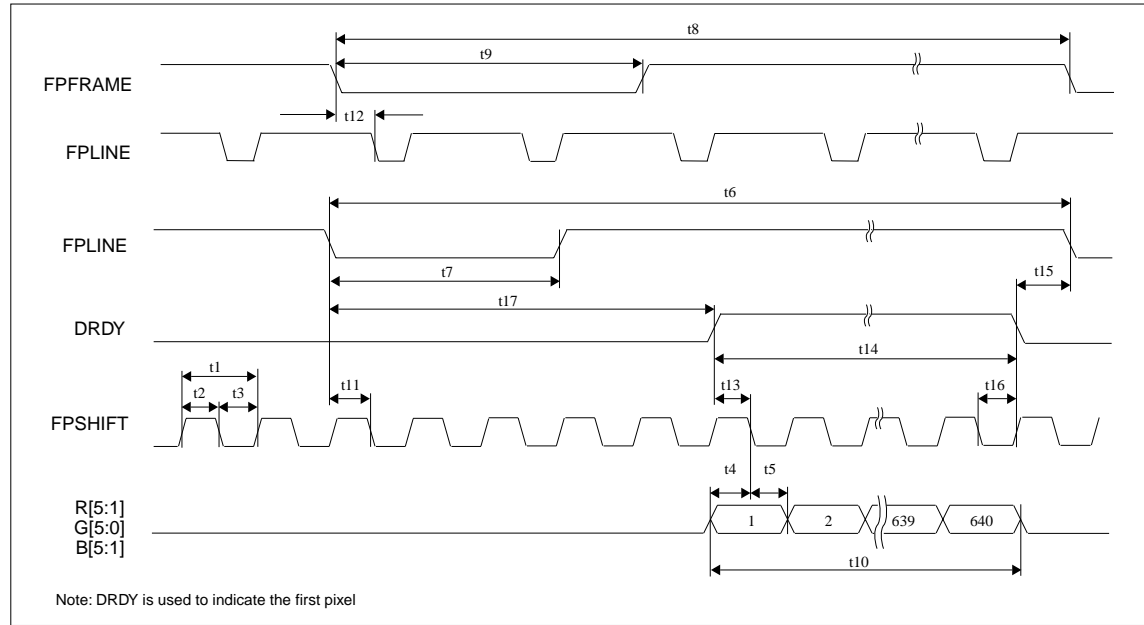 t8
t9
FPFRAME
t12
FPLINE
t6
FPLINE
t7
t15
t17
DRDY
t14
t1
t2 t3
t11
t13
t16
FPSHIFT
t4 t5
R[5:1]
G[5:0]
B[5:1]
1 2 639 640
t10
Note: DRDY is used to indicate the first pixel